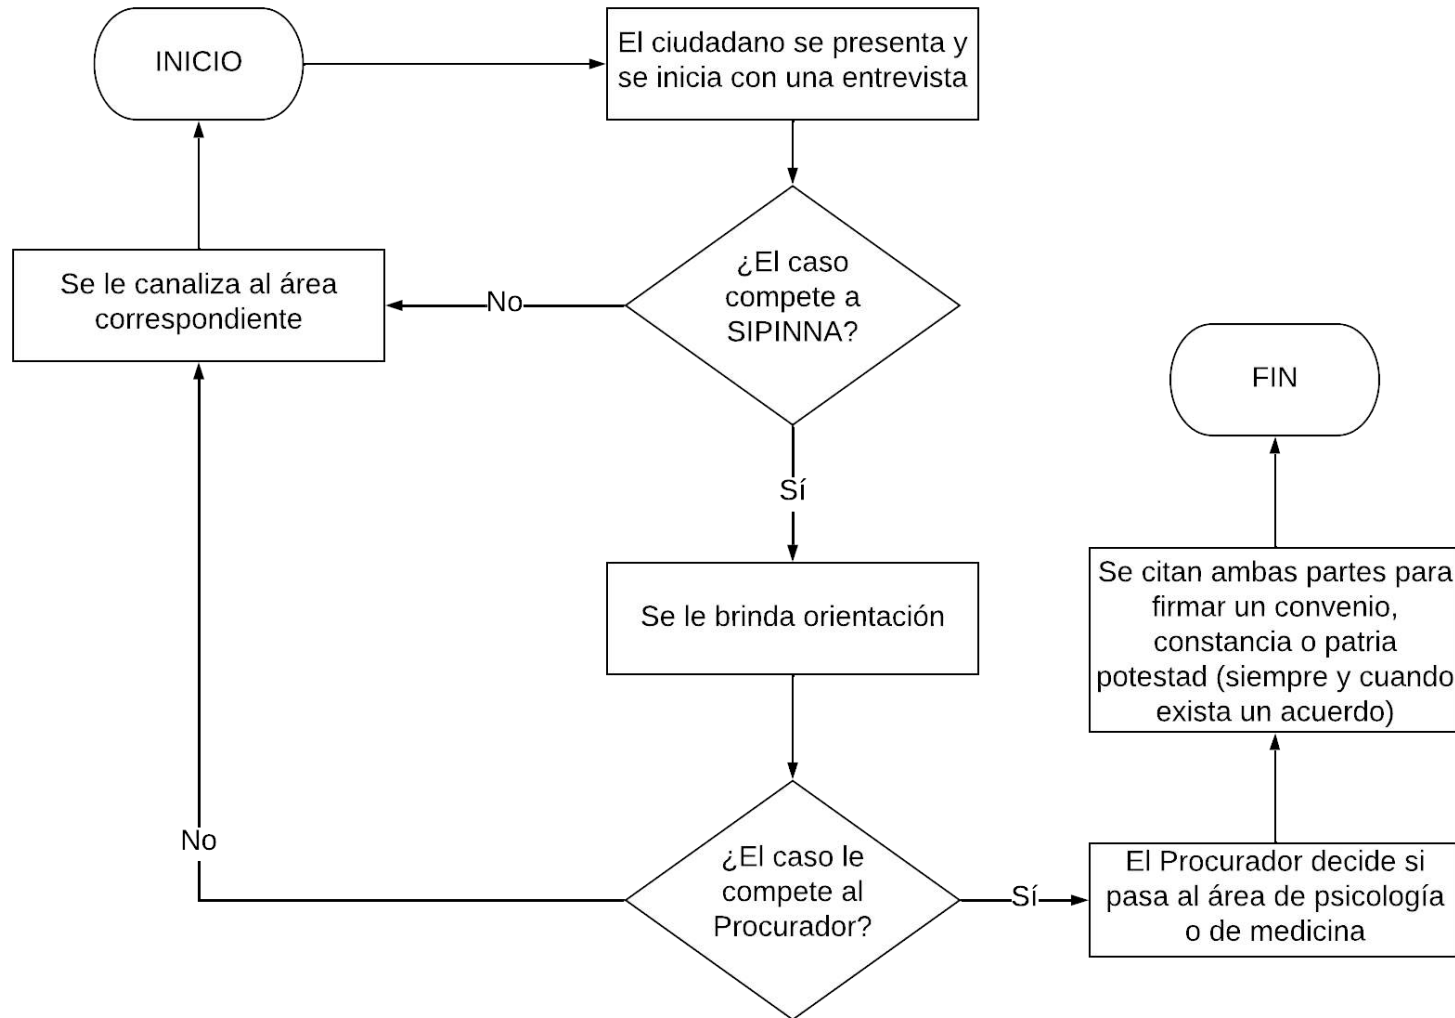 INICIO
El ciudadano se presenta y
se inicia con una entrevista
¿El caso
compete a
SIPINNA?
No
Se le canaliza al área
correspondiente
Sí
Se le brinda orientación
¿El caso le
compete al
Procurador?
No
Sí
El Procurador decide si
pasa al área de psicología
o de medicina
Se citan ambas partes para
firmar un convenio,
constancia o patria
potestad (siempre y cuando
exista un acuerdo)
FIN